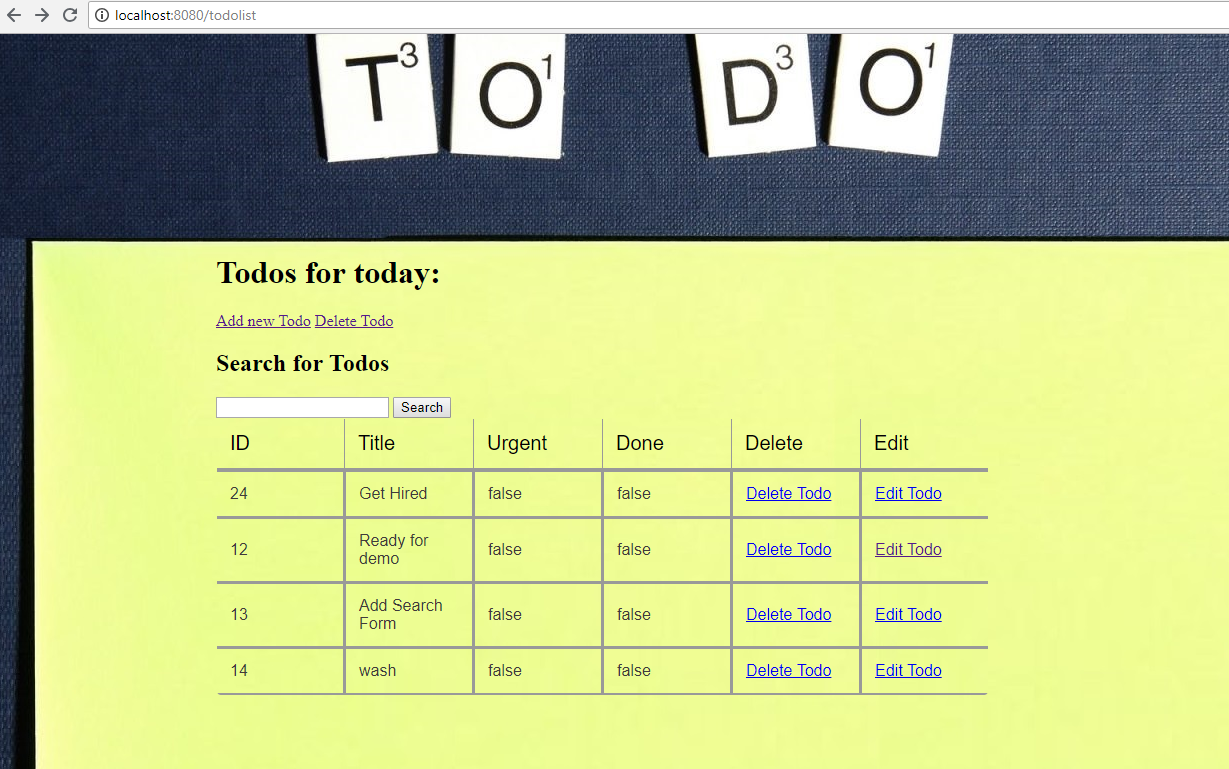 localhost:8080/todolist
T3 O1 D3 O1
Todos for today:
Add new Todo Delete Todo
Search for Todos
Search
ID Title Urgent Done Delete Edit
24 Get Hired false false Delete Todo Edit Todo
12 Ready for demo false false Delete Todo Edit Todo
13 Add Search Form false false Delete Todo Edit Todo
14 wash false false Delete Todo Edit Todo